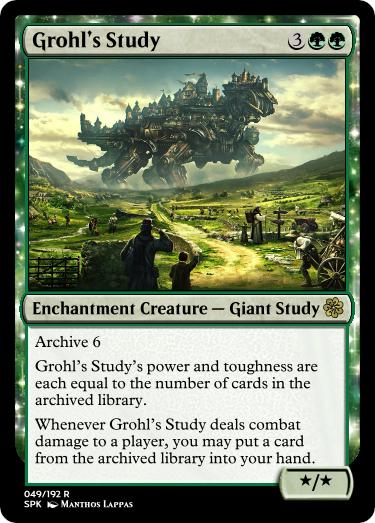 Grohl's Study 3
Enchantment Creature — Giant Study
Archive 6
Grohl's Study's power and toughness are
each equal to the number of cards in the
archived library.
Whenever Grohl's Study deals combat
damage to a player, you may put a card
from the archived library into your hand.
*/*
049/192 R
SPK Manthos Lappas